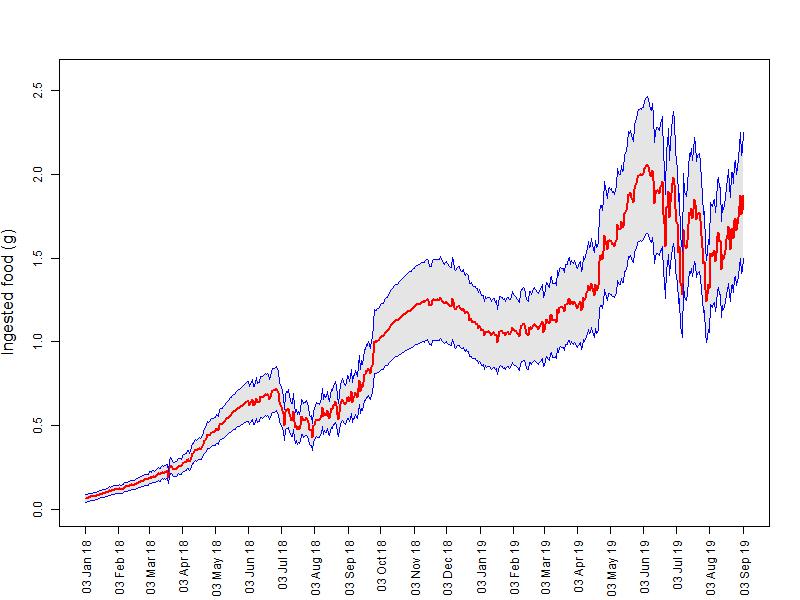 Ingested food (g)
2.5
2.0
1.5
1.0
0.5
0.0
03 Jan 18
03 Feb 18
03 Mar 18
03 Apr 18
03 May 18
03 Jun 18
03 Jul 18
03 Aug 18
03 Sep 18
03 Oct 18
03 Nov 18
03 Dec 18
03 Jan 19
03 Feb 19
03 Mar 19
03 Apr 19
03 May 19
03 Jun 19
03 Jul 19
03 Aug 19
03 Sep 19